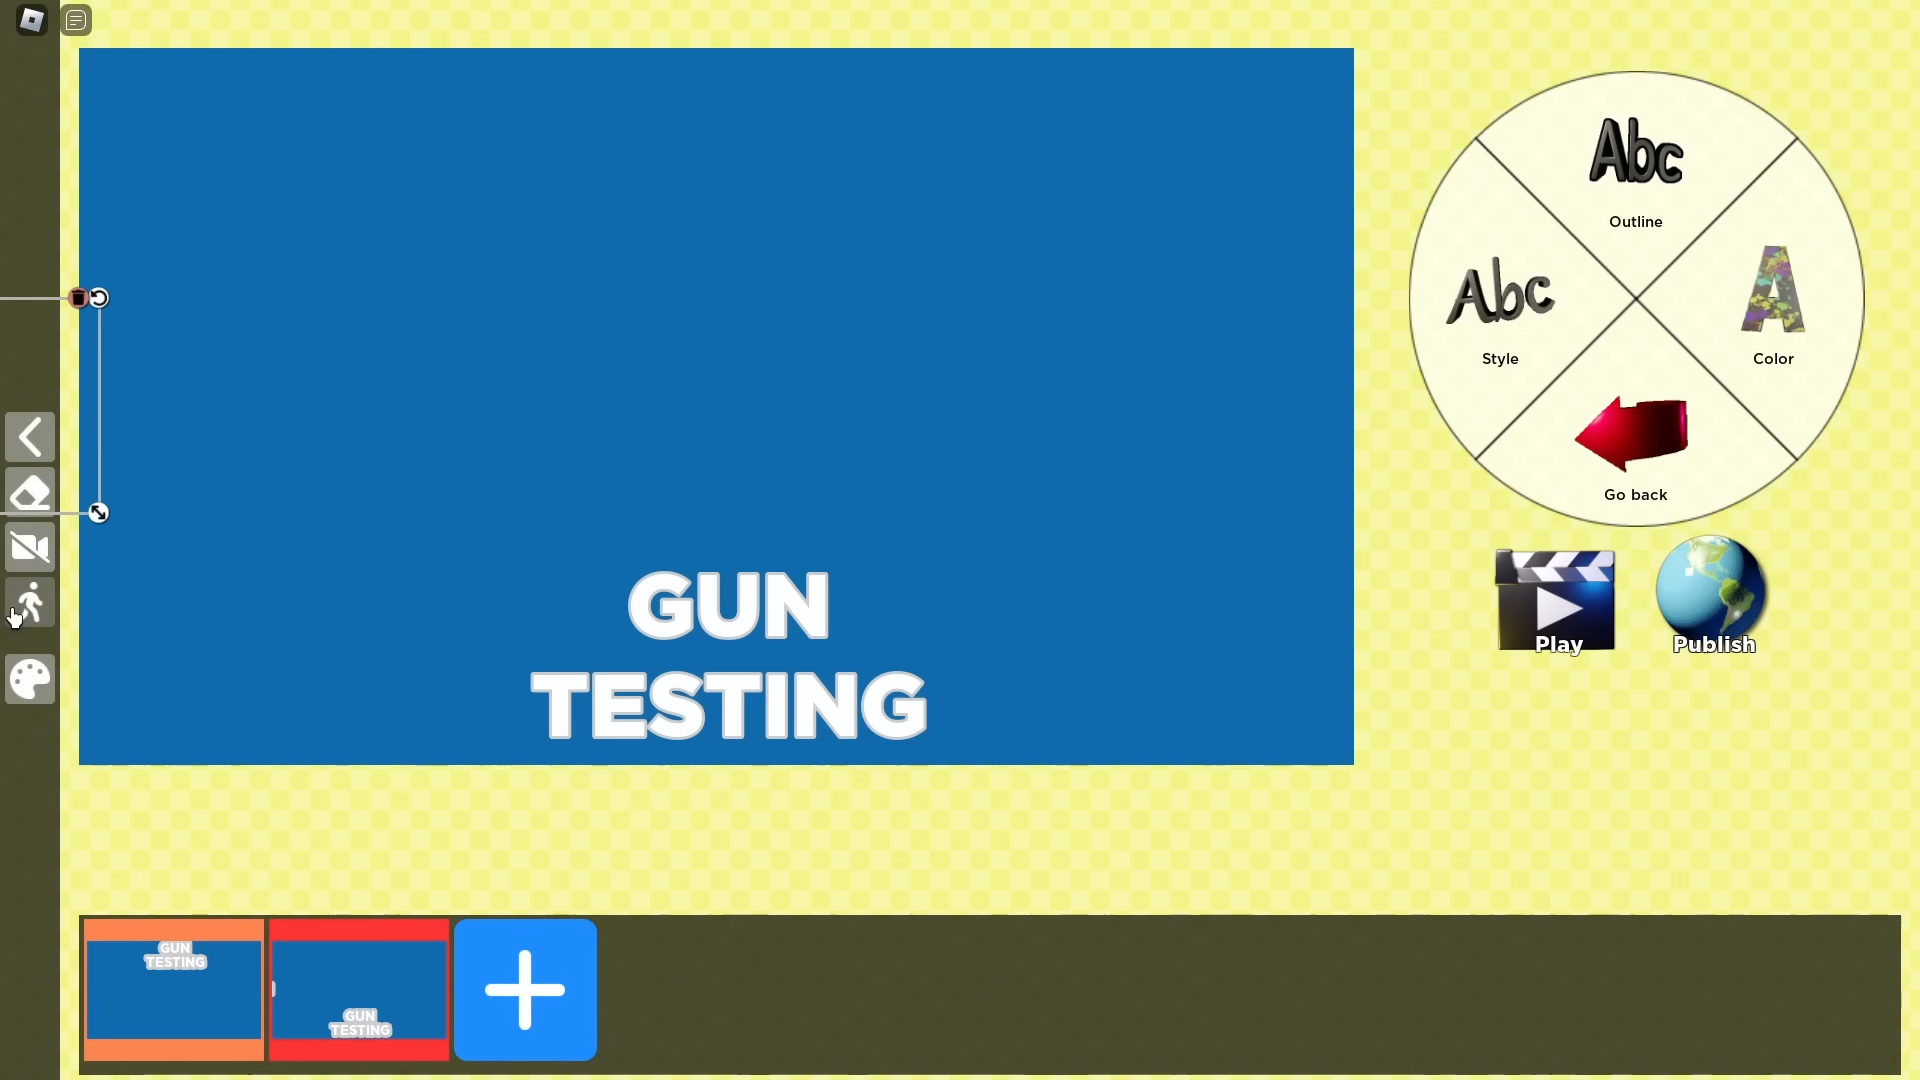 Abc
Outline
Abc
Style
A
Color
Go back
GUN
TESTING
Play
Publish
GUN
TESTING
GUN
TESTING